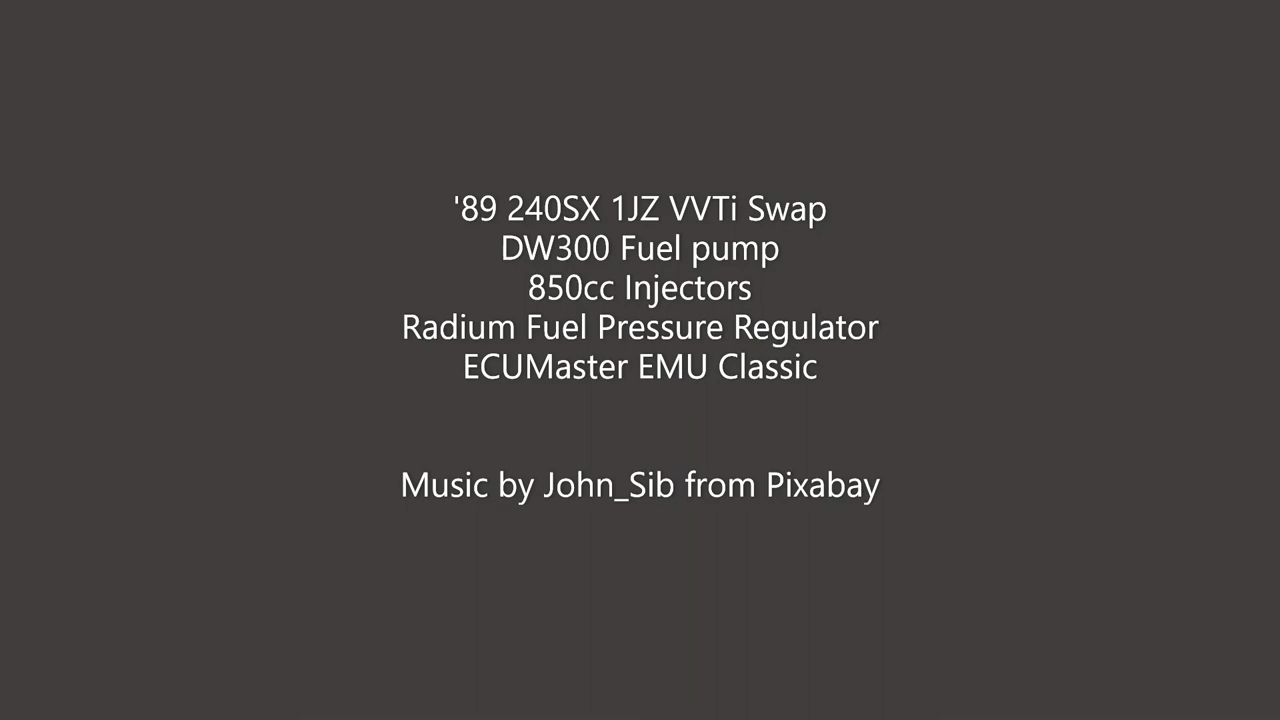 '89 240SX 1JZ VVTi Swap
DW300 Fuel pump
850cc Injectors
Radium Fuel Pressure Regulator
ECUMaster EMU Classic
Music by John_Sib from Pixabay